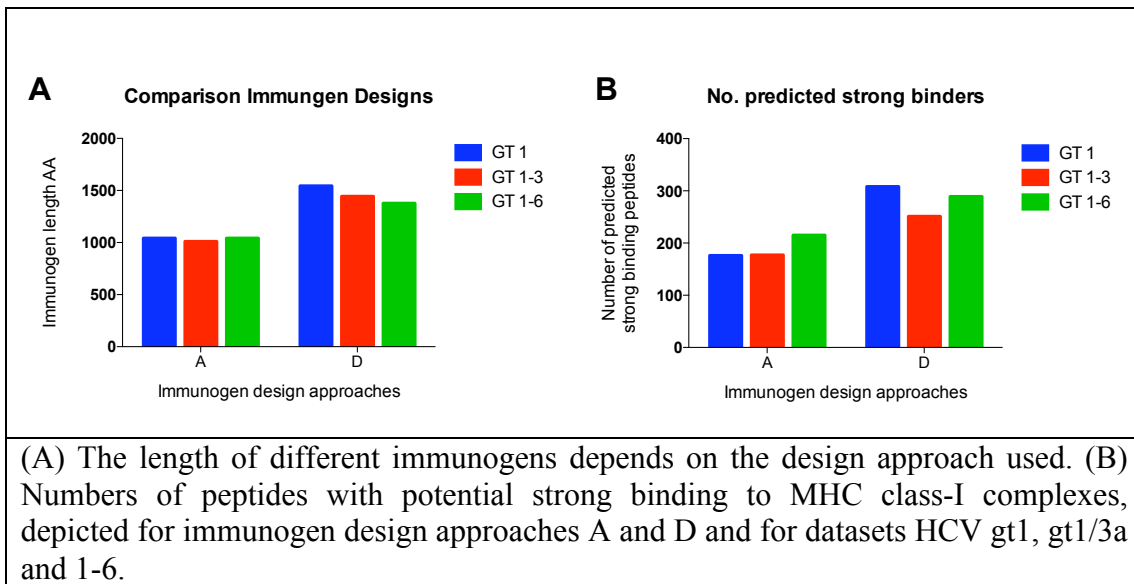 A
Comparison Immungen Designs
2000
1500
1000
500
0
Immunogen length AA
A
D
Immunogen design approaches
GT 1
GT 1-3
GT 1-6
B
No. predicted strong binders
400
300
200
100
0
Number of predicted
strong binding peptides
A
D
Immunogen design approaches
GT 1
GT 1-3
GT 1-6
(A) The length of different immunogens depends on the design approach used. (B)
Numbers of peptides with potential strong binding to MHC class-I complexes,
depicted for immunogen design approaches A and D and for datasets HCV gt1, gt1/3a
and 1-6.